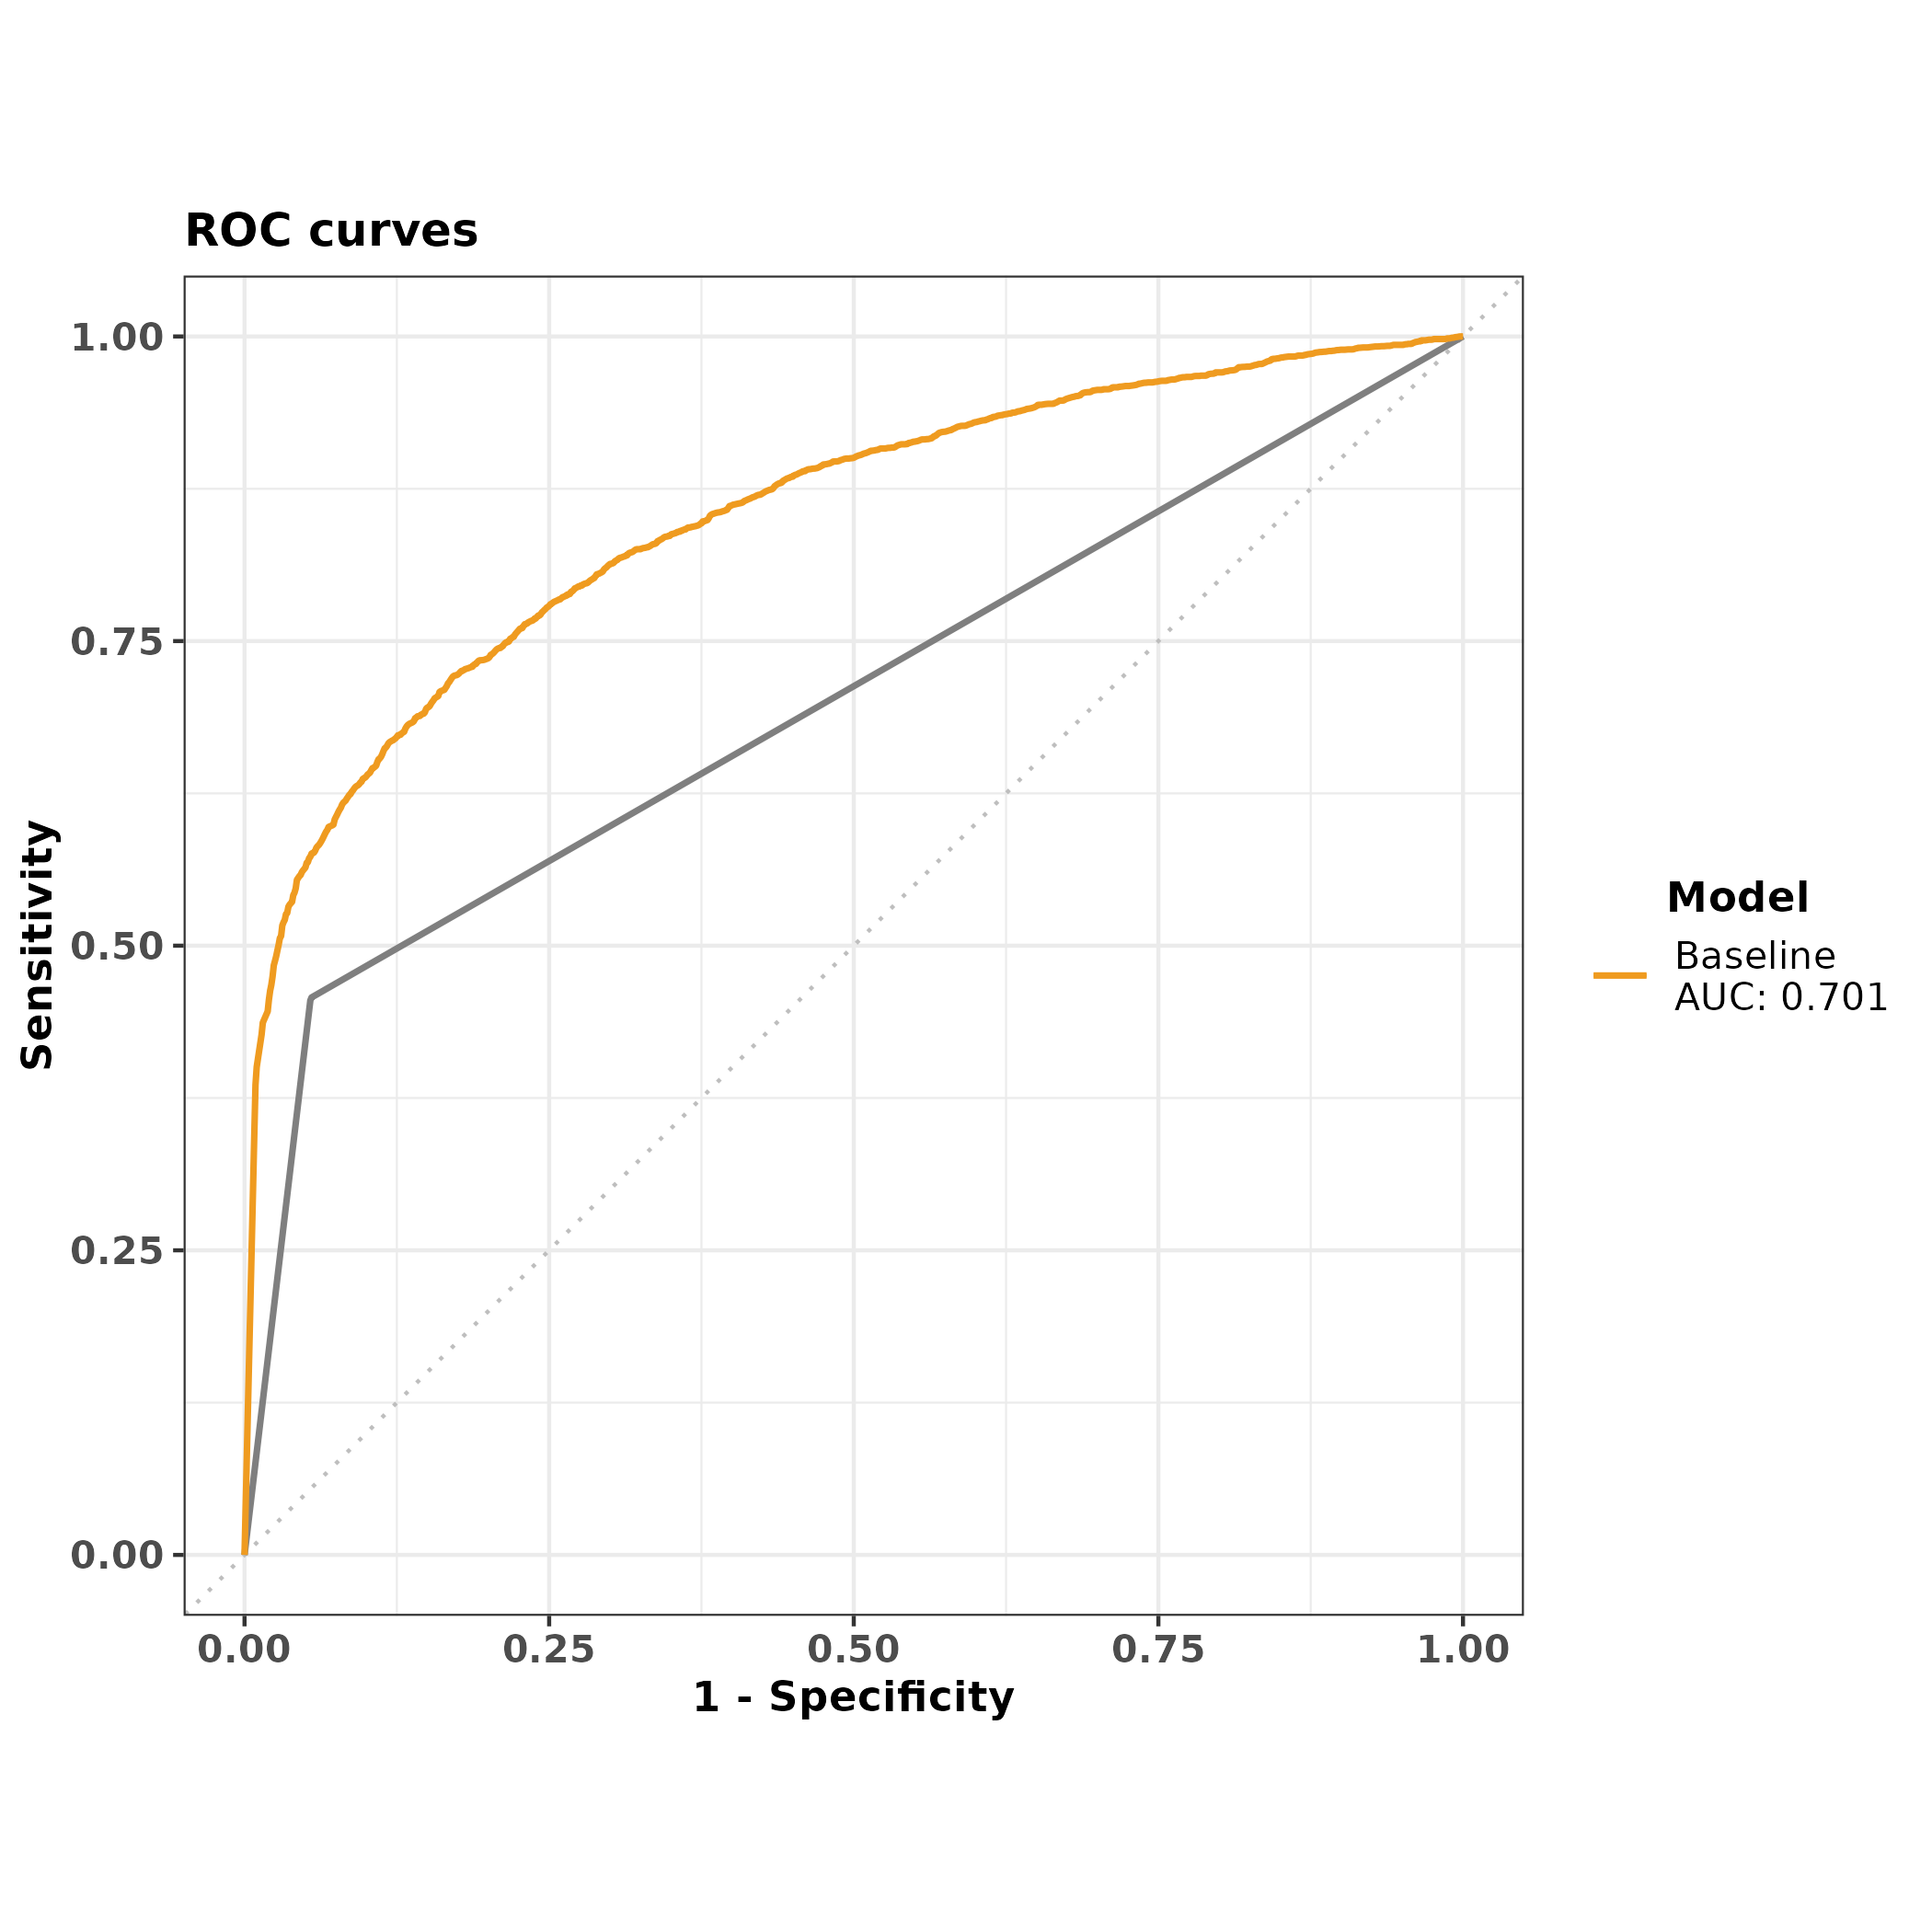 ROC curves
1.00
0.75
0.50
0.25
0.00
Sensitivity
0.00 0.25 0.50 0.75 1.00
1 - Specificity
Model
Baseline
AUC: 0.701